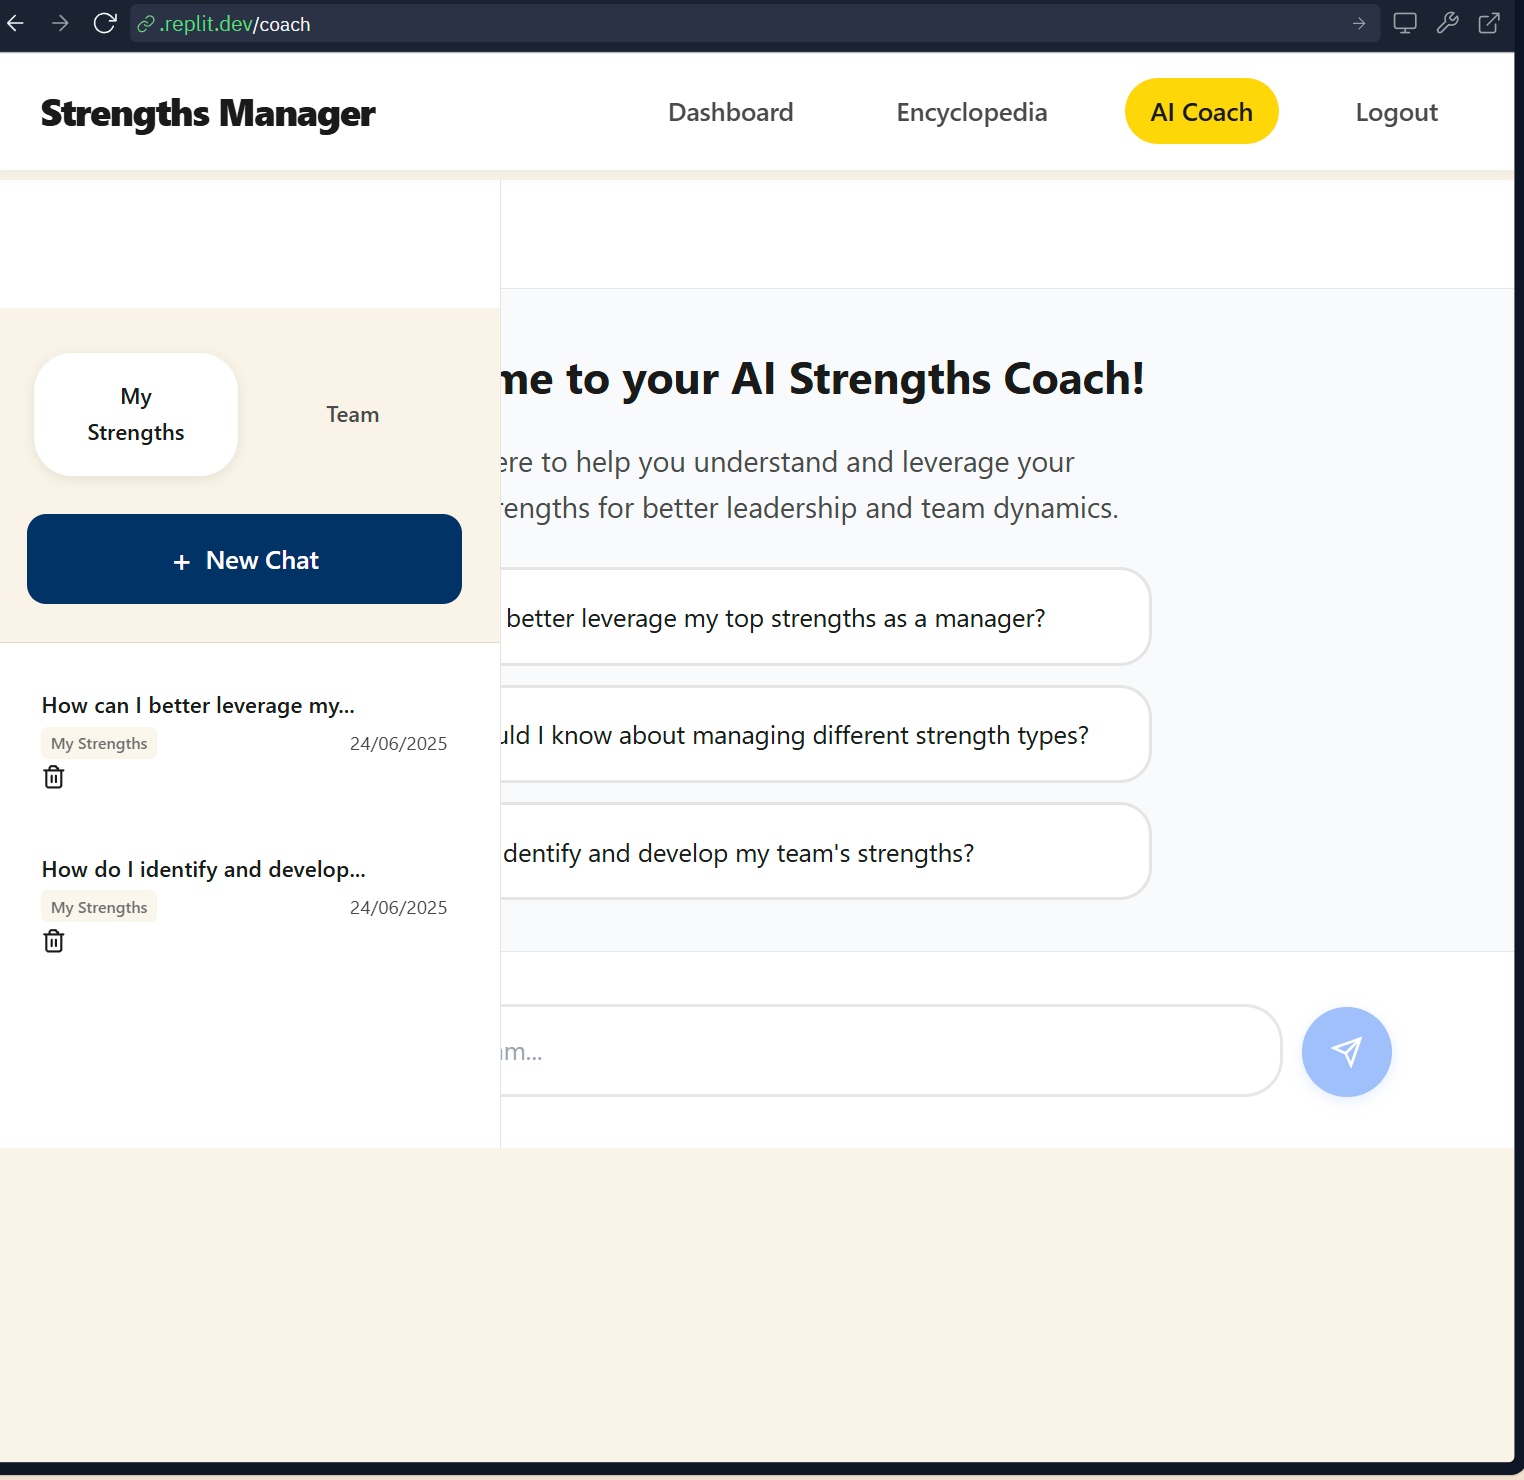 .replit.dev/coach
Strengths Manager
Dashboard
Encyclopedia
AI Coach
Logout
My
Strengths
Team
+ New Chat
How can I better leverage my...
My Strengths
24/06/2025
How do I identify and develop...
My Strengths
24/06/2025
me to your AI Strengths Coach!
ere to help you understand and leverage your
rengths for better leadership and team dynamics.
better leverage my top strengths as a manager?
uld I know about managing different strength types?
dentify and develop my team's strengths?
m...